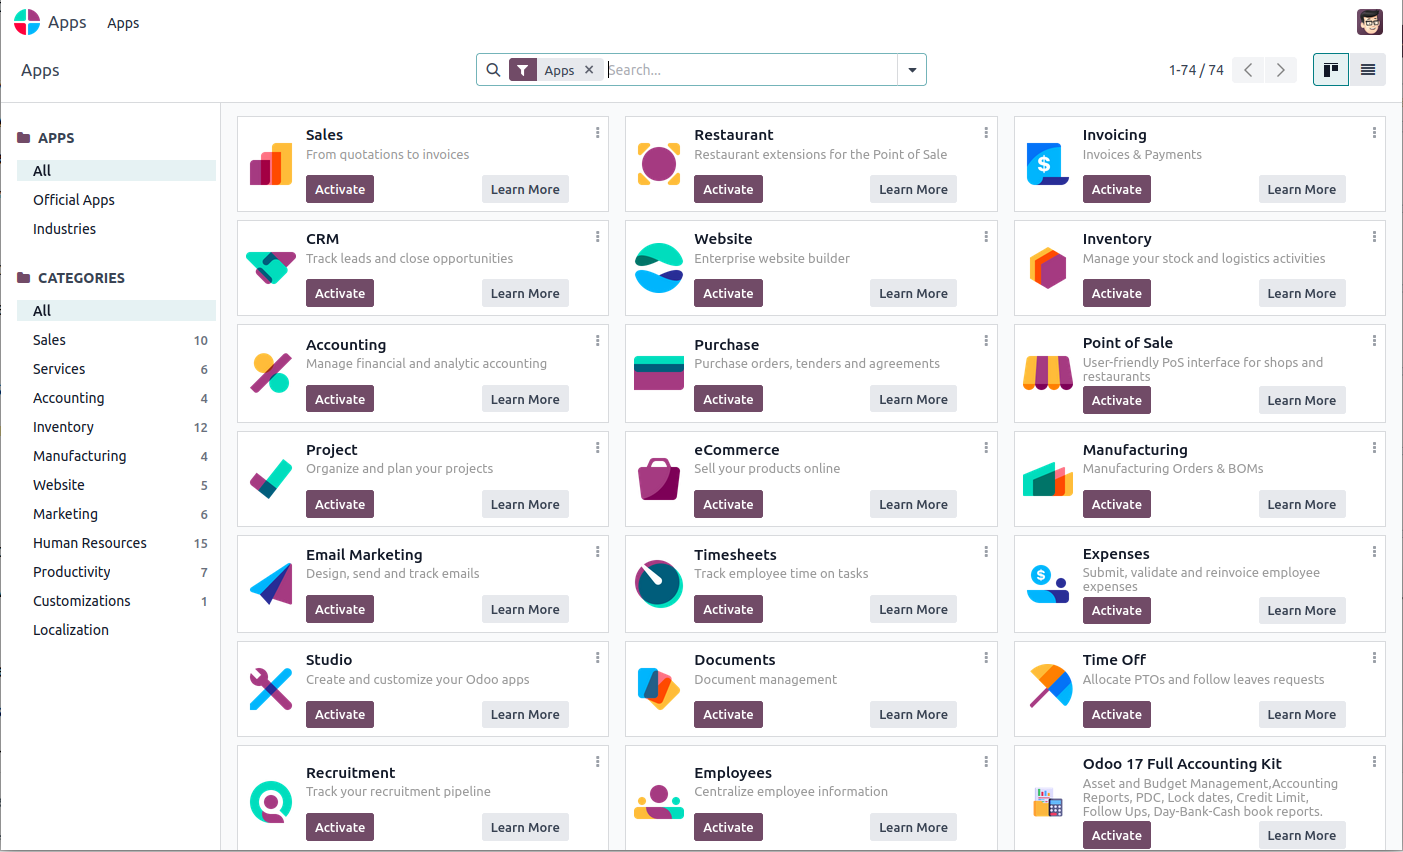 Apps Apps
Apps
Apps × Search...
1-74 / 74
APPS
All
Official Apps
Industries
CATEGORIES
All
Sales 10
Services 6
Accounting 4
Inventory 12
Manufacturing 4
Website 5
Marketing 6
Human Resources 15
Productivity 7
Customizations 1
Localization
Sales
From quotations to invoices
Activate Learn More
Restaurant
Restaurant extensions for the Point of Sale
Activate Learn More
Invoicing
Invoices & Payments
Activate Learn More
CRM
Track leads and close opportunities
Activate Learn More
Website
Enterprise website builder
Activate Learn More
Inventory
Manage your stock and logistics activities
Activate Learn More
Accounting
Manage financial and analytic accounting
Activate Learn More
Purchase
Purchase orders, tenders and agreements
Activate Learn More
Point of Sale
User-friendly PoS interface for shops and
restaurants
Activate Learn More
Project
Organize and plan your projects
Activate Learn More
eCommerce
Sell your products online
Activate Learn More
Manufacturing
Manufacturing Orders & BOMs
Activate Learn More
Email Marketing
Design, send and track emails
Activate Learn More
Timesheets
Track employee time on tasks
Activate Learn More
Expenses
Submit, validate and reinvoice employee
expenses
Activate Learn More
Studio
Create and customize your Odoo apps
Activate Learn More
Documents
Document management
Activate Learn More
Time Off
Allocate PTOs and follow leaves requests
Activate Learn More
Recruitment
Track your recruitment pipeline
Activate Learn More
Employees
Centralize employee information
Activate Learn More
Odoo 17 Full Accounting Kit
Asset and Budget Management,Accounting
Reports, PDC, Lock dates, Credit Limit,
Follow Ups, Day-Bank-Cash book reports.
Activate Learn More